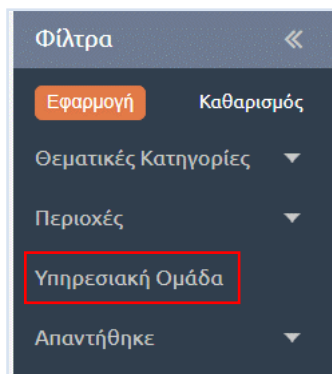 Φίλτρα
Εφαρμογή Καθαρισμός
Θεματικές Κατηγορίες
Περιοχές
Υπηρεσιακή Ομάδα
Απαντήθηκε